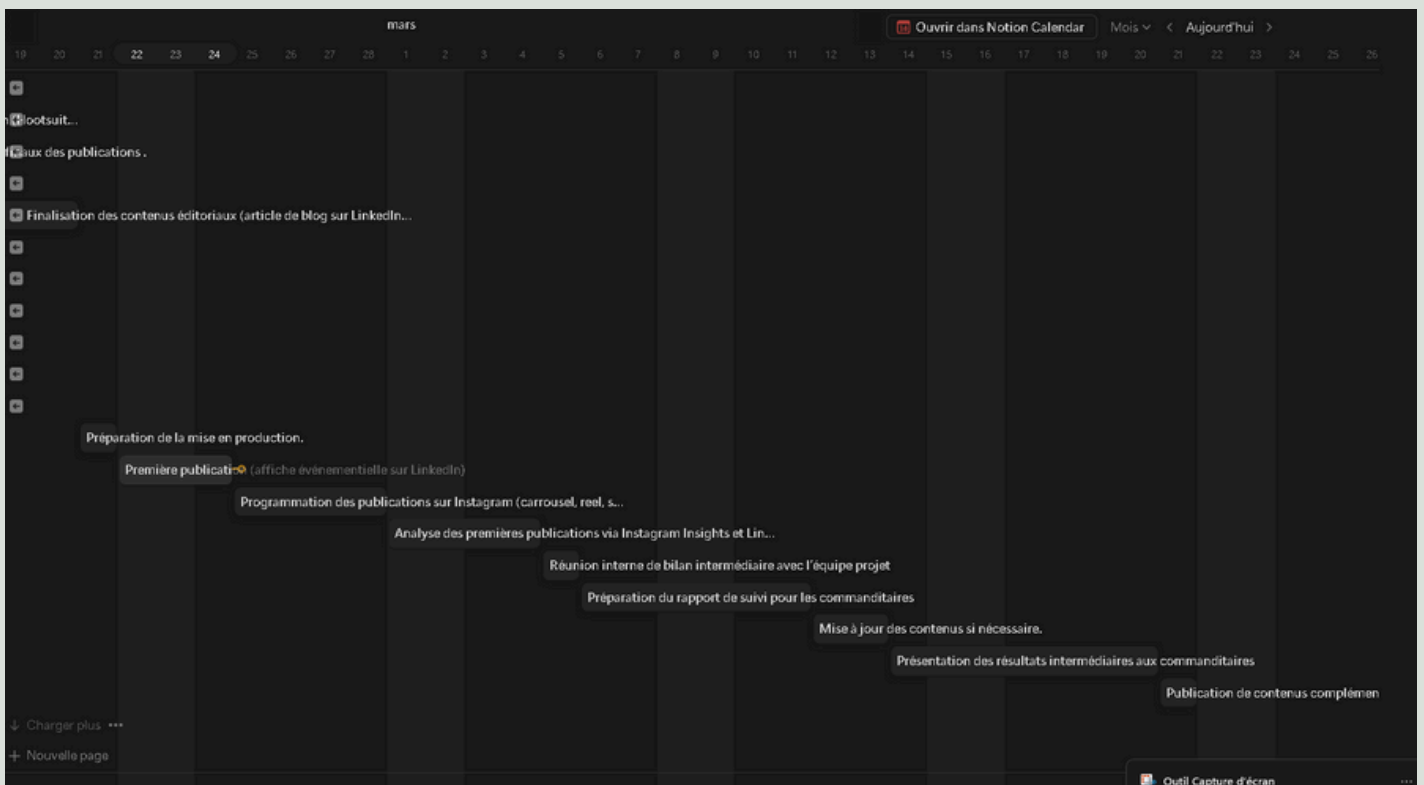 mars
Ouvrir dans Notion Calendar Mois < Aujourd'hui >
19 20 21 22 23 24 25 26 27 28 1 2 3 4 5 6 7 8 9 10 11 12 13 14 15 16 17 18 19 20 21 22 23 24 25 26
lootsuit...
aux des publications .
Finalisation des contenus éditoriaux (article de blog sur LinkedIn...
Préparation de la mise en production.
Première publication (affiche événementielle sur LinkedIn)
Programmation des publications sur Instagram (carrousel, reel, s...
Analyse des premières publications via Instagram Insights et Lin...
Réunion interne de bilan intermédiaire avec l'équipe projet
Préparation du rapport de suivi pour les commanditaires
Mise à jour des contenus si nécessaire.
Présentation des résultats intermédiaires aux commanditaires
Publication de contenus complémen
↓ Charger plus •••
+ Nouvelle page
Outil Capture d'écran ...